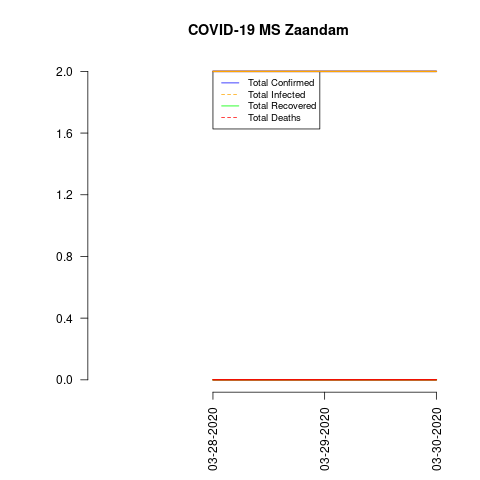 COVID-19 MS Zaandam
2.0
Total Confirmed
Total Infected
Total Recovered
Total Deaths
1.6
1.2
0.8
0.4
0.0
03-28-2020
03-29-2020
03-30-2020